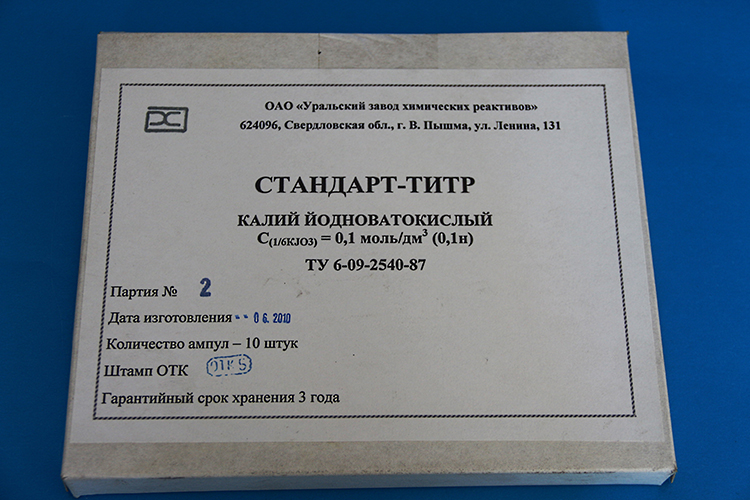 ОАО «Уральский завод химических реактивов»
624096, Свердловская обл., г. В. Пышма, ул. Ленина, 131
СТАНДАРТ-ТИТР
КАЛИЙ ЙОДНОВАТОКИСЛЫЙ
C(1/6KJO3) = 0,1 моль/дм³ (0,1н)
ТУ 6-09-2540-87
Партия № 2
Дата изготовления -- 06.2010
Количество ампул – 10 штук
Штамп ОТК ОТК 5
Гарантийный срок хранения 3 года